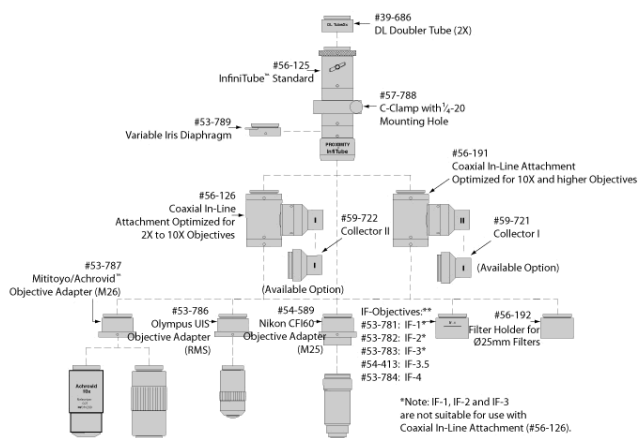 DL Tube2x
#39-686
DL Doubler Tube (2X)
#56-125
InfiniTube™ Standard
#57-788
C-Clamp with ¼-20
Mounting Hole
#53-789
Variable Iris Diaphragm
PROXIMITY
InfiniTube
#56-191
Coaxial In-Line Attachment
Optimized for 10X and higher Objectives
#56-126
Coaxial In-Line
Attachment Optimized for
2X to 10X Objectives
I
II
#59-722
Collector II
#59-721
Collector I
I
I
(Available Option)
(Available Option)
#53-787
Mititoyo/Achrovid™
Objective Adapter (M26)
#53-786
Olympus UIS
Objective Adapter
(RMS)
#54-589
Nikon CFI60
Objective Adapter
(M25)
IF-Objectives:**
#53-781: IF-1*
#53-782: IF-2*
#53-783: IF-3*
#54-413: IF-3.5
#53-784: IF-4
#56-192
Filter Holder for
Ø25mm Filters
*Note: IF-1, IF-2 and IF-3
are not suitable for use with
Coaxial In-Line Attachment (#56-126).